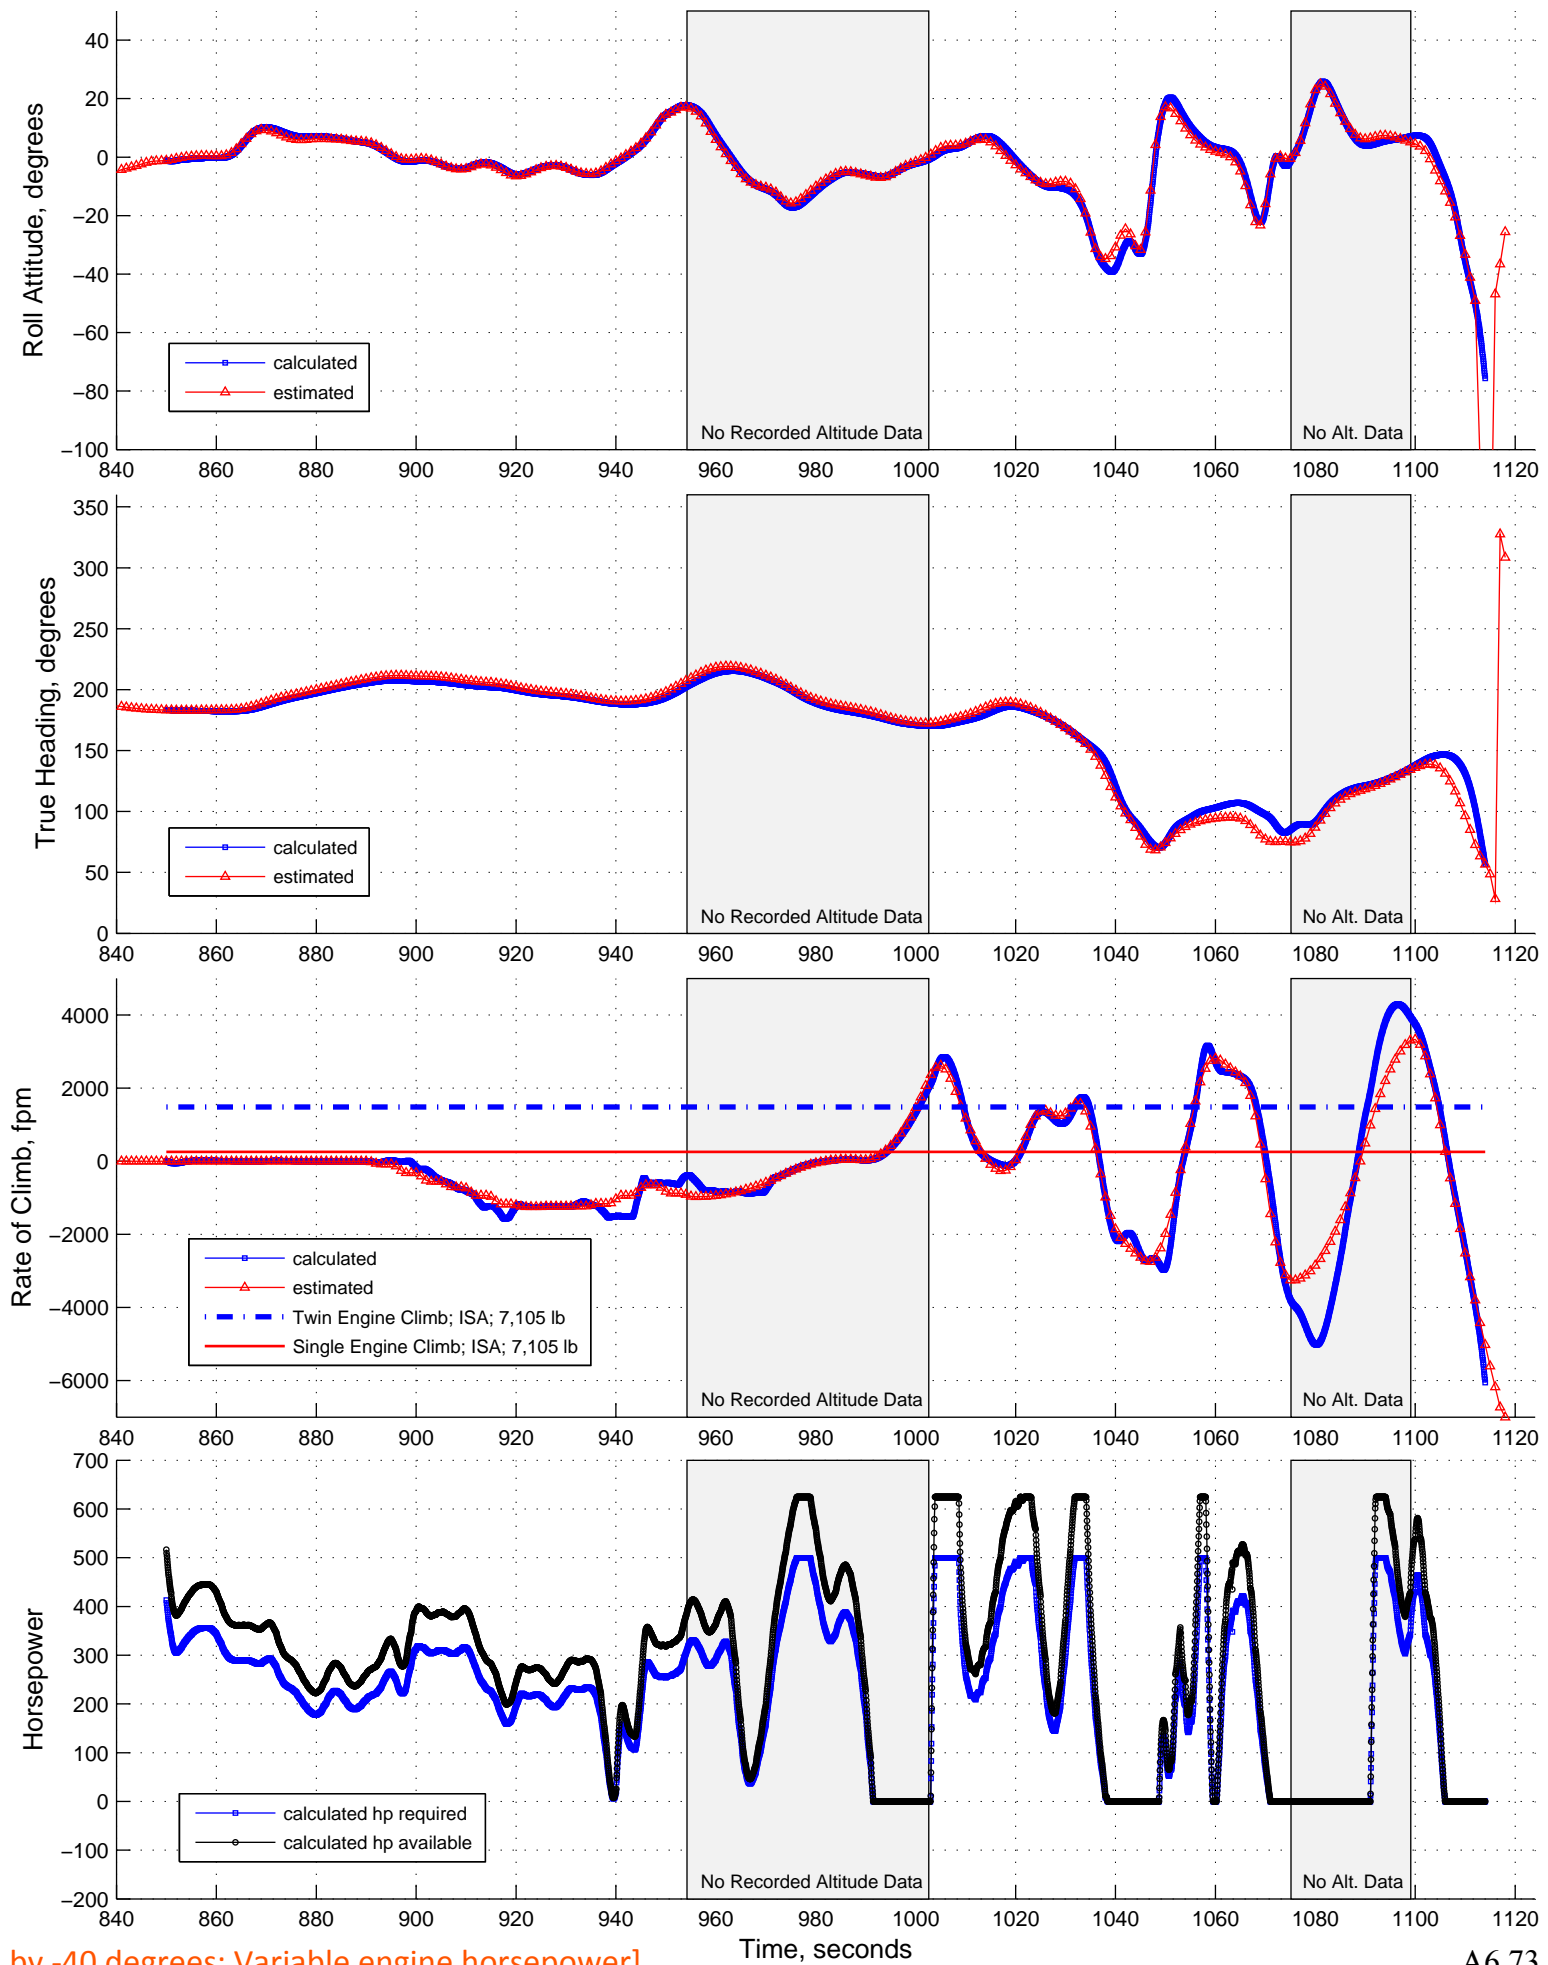 40
20
0
−20
−40
−60
−80
−100
Roll Attitude, degrees
calculated
estimated
No Recorded Altitude Data
No Alt. Data
840 860 880 900 920 940 960 980 1000 1020 1040 1060 1080 1100 1120
350
300
250
200
150
100
50
0
True Heading, degrees
calculated
estimated
No Recorded Altitude Data
No Alt. Data
840 860 880 900 920 940 960 980 1000 1020 1040 1060 1080 1100 1120
4000
2000
0
−2000
−4000
−6000
Rate of Climb, fpm
calculated
estimated
Twin Engine Climb; ISA; 7,105 lb
Single Engine Climb; ISA; 7,105 lb
No Recorded Altitude Data
No Alt. Data
840 860 880 900 920 940 960 980 1000 1020 1040 1060 1080 1100 1120
700
600
500
400
300
200
100
0
−100
−200
Horsepower
calculated hp required
calculated hp available
No Recorded Altitude Data
No Alt. Data
840 860 880 900 920 940 960 980 1000 1020 1040 1060 1080 1100 1120
Time, seconds
by -40 degrees; Variable engine horsepower]
A6 73